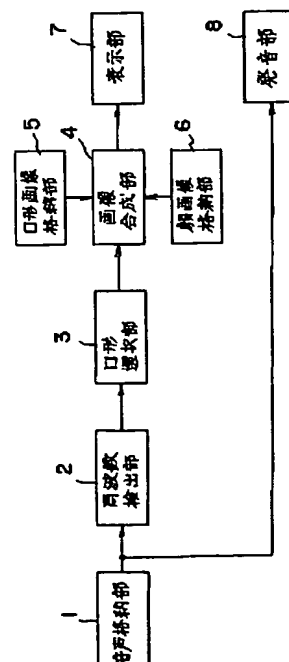 1
音声格納部
2
周波数
検出部
3
口形
選択部
5
口形画像
格納部
4
画像
合成部
6
顔画像
格納部
7
表示部
8
発音部